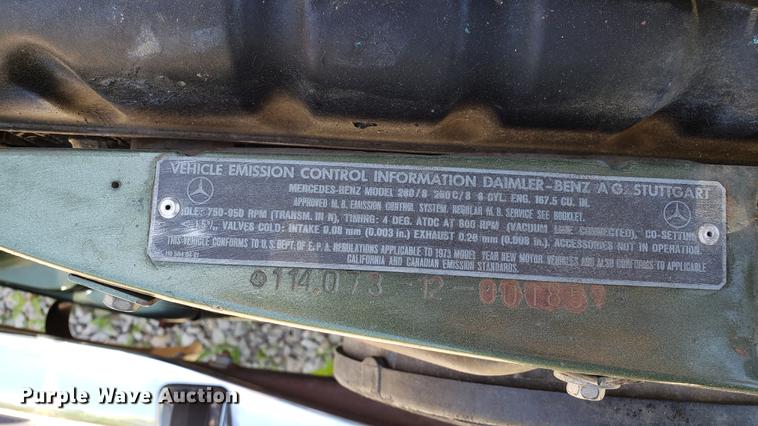 VEHICLE EMISSION CONTROL INFORMATION DAIMLER-BENZ A.G. STUTTGART
MERCEDES-BENZ MODEL 280/8 280C/8 6 CYL. ENG. 167.5 CU. IN.
APPROVED M.B. EMISSION CONTROL SYSTEM. REGULAR M.B. SERVICE SEE BOOKLET.
IDLE: 750-950 RPM (TRANSM. IN N), TIMING: 4 DEG. ATDC AT 800 RPM (VACUUM LINE CONNECTED), CO-SETTING
VALVES COLD: INTAKE 0.08 mm (0.003 in.) EXHAUST 0.20 mm (0.008 in.), ACCESSORIES NOT IN OPERATION
THIS VEHICLE CONFORMS TO U.S. DEPT. OF E.P.A. REGULATIONS APPLICABLE TO 1973 MODEL YEAR NEW MOTOR VEHICLES AND ALSO CONFORMS TO APPLICABLE
CALIFORNIA AND CANADIAN EMISSION STANDARDS.
114.073 12-
Purple Wave Auction